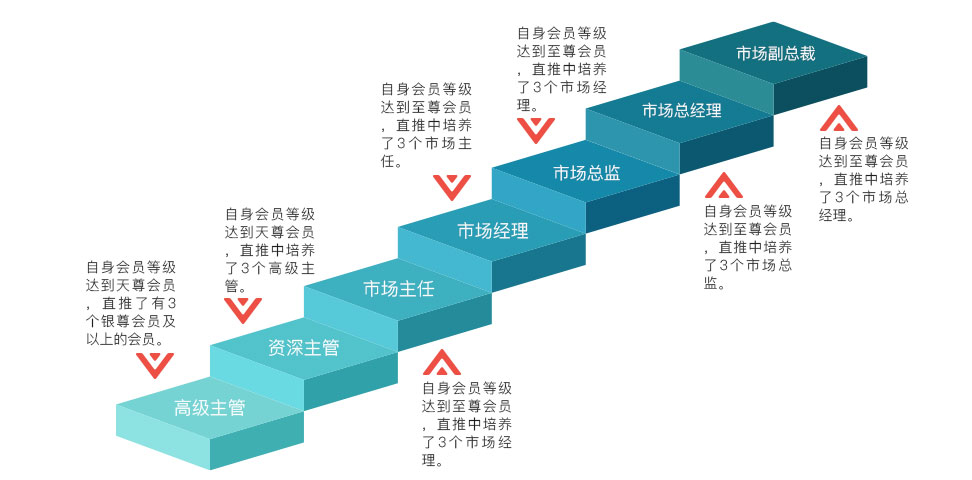 自身会员等级
达到至尊会员
，直推中培养
了3个市场经
理。
市场副总裁
自身会员等级
达到至尊会员
，直推中培养
了3个市场主
任。
市场总经理
自身会员等级
达到至尊会员
，直推中培养
了3个市场总
经理。
市场总监
自身会员等级
达到至尊会员
，直推中培养
了3个市场总
监。
自身会员等级
达到天尊会员
，直推中培养
了3个高级主
管。
市场经理
自身会员等级
达到天尊会员
，直推了有3
个银尊会员及
以上的会员。
市场主任
资深主管
自身会员等级
达到至尊会员
，直推中培养
了3个市场经
理。
高级主管